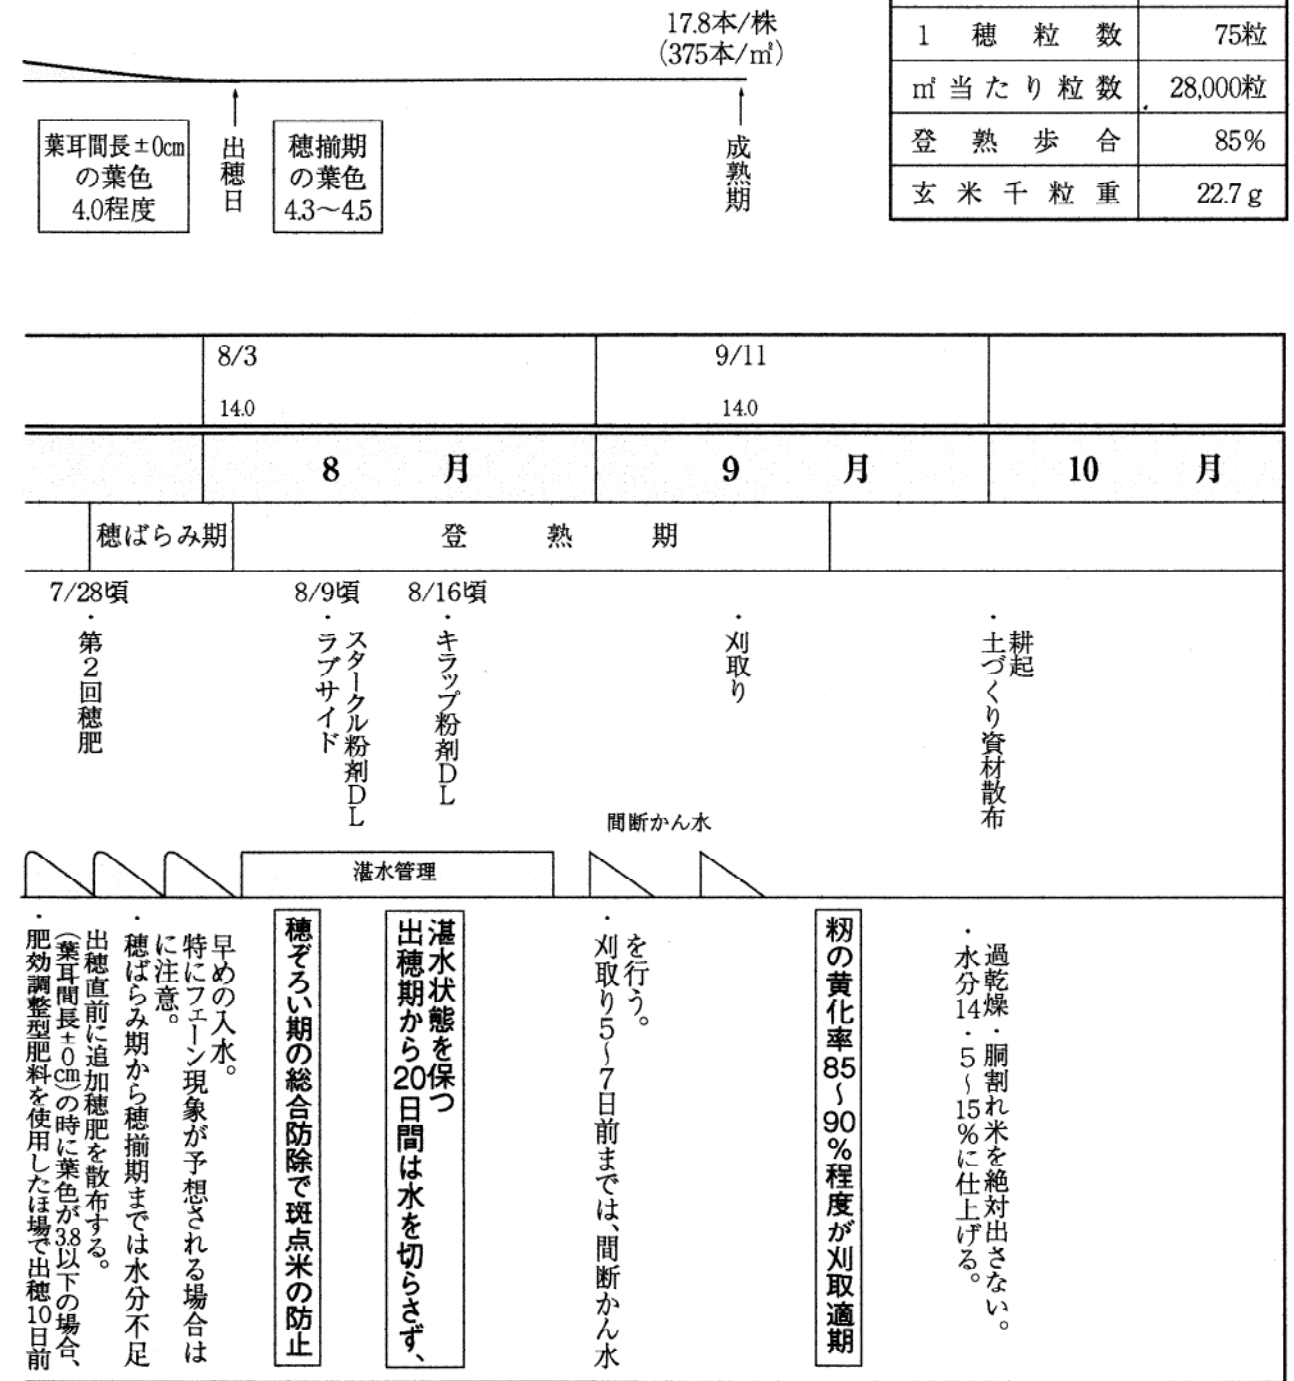 17.8本/株
(375本/㎡)
1穂粒数 75粒
㎡当たり粒数 28,000粒
登熟歩合 85%
玄米千粒重 22.7g
葉耳間長±0cm
の葉色
4.0程度
出穂日
穂揃期
の葉色
4.3〜4.5
成熟期
8/3 9/11
14.0 14.0
8月 9月 10月
穂ばらみ期 登熟期
7/28頃
・第2回穂肥
8/9頃
スタークル粉剤DL
・ラブサイド
8/16頃
・キラップ粉剤DL
・刈取り
耕起
・土づくり資材散布
間断かん水
湛水管理
・過乾燥・胴割れ米を絶対出さない。
・水分14・5〜15%に仕上げる。
籾の黄化率85〜90%程度が刈取適期
・刈取り5〜7日前までは、間断かん水
を行う。
出穂期から20日間は水を切らさず、
湛水状態を保つ
穂ぞろい期の総合防除で斑点米の防止
・穂ばらみ期から穂揃期までは水分不足
に注意。
特にフェーン現象が予想される場合は
早めの入水。
・肥効調整型肥料を使用したほ場で出穂10日前
(葉耳間長±0cm)の時に葉色が3.8以下の場合、
出穂直前に追加穂肥を散布する。